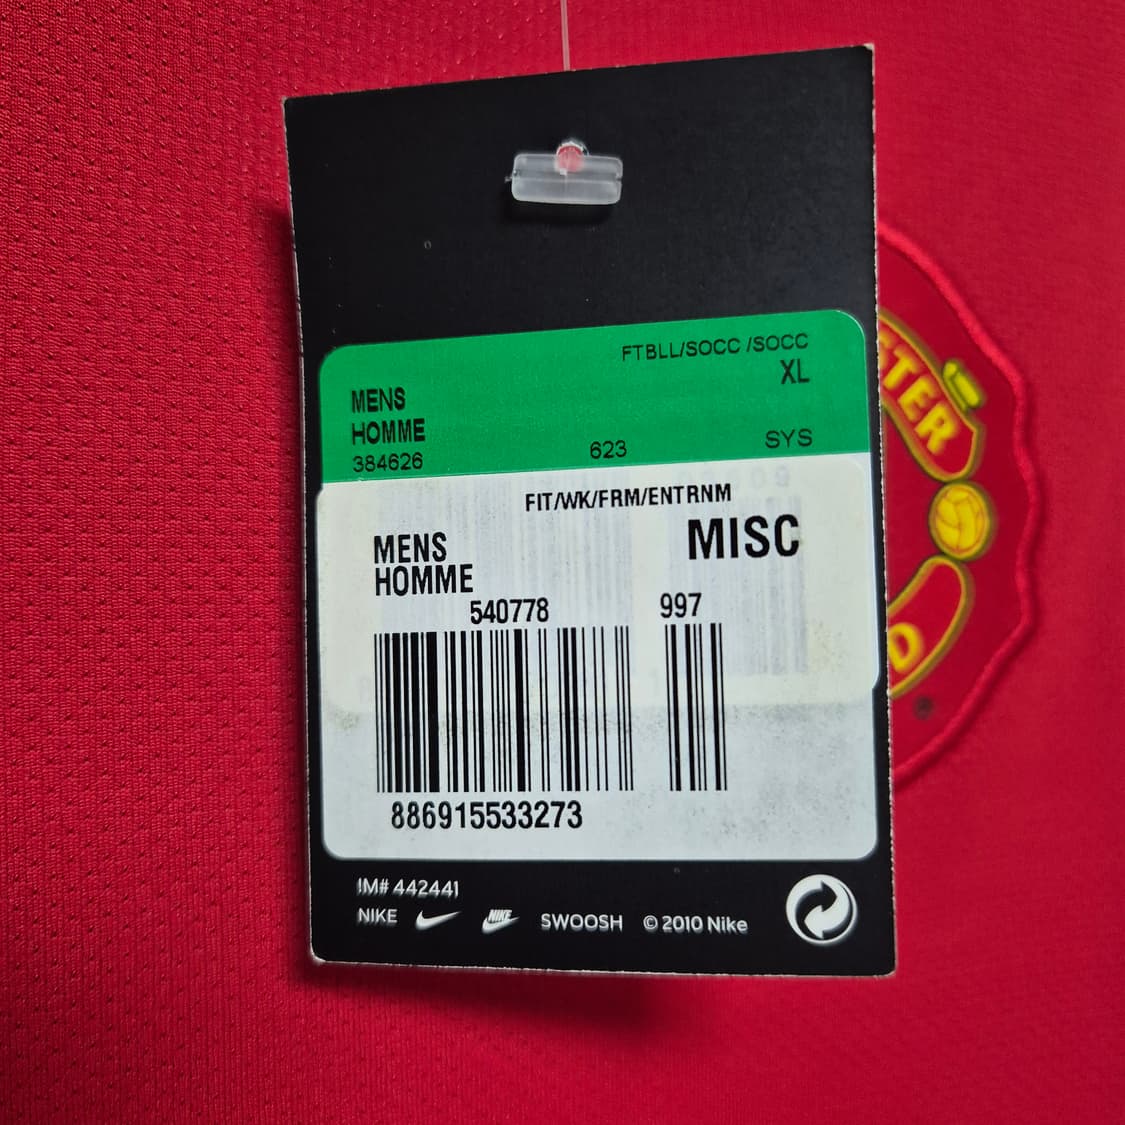 FTBLL/SOCC /SOCC
XL
MENS
HOMME
384626 623 SYS
FIT/WK/FRM/ENTRNM
MENS MISC
HOMME
540778 997
886915533273
IM# 442441
NIKE NIKE SWOOSH © 2010 Nike
STER
D
®